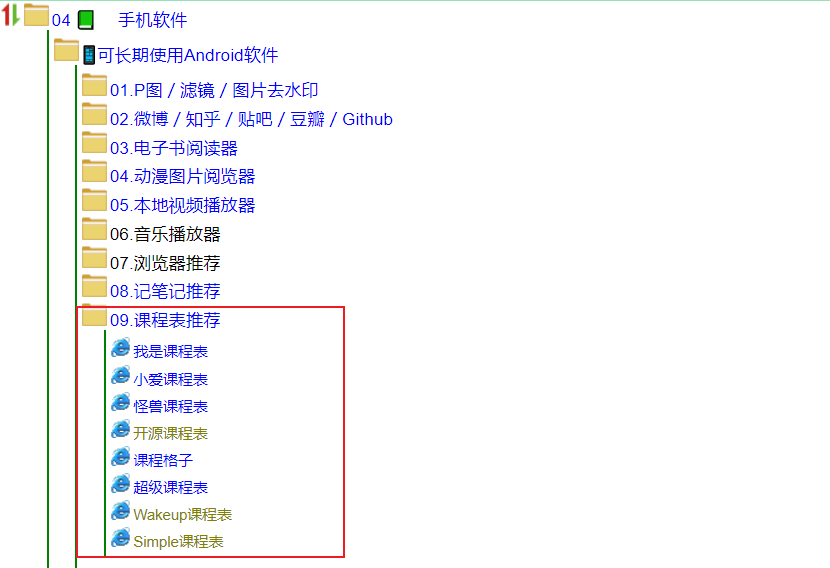 04 手机软件
可长期使用Android软件
01.P图／滤镜／图片去水印
02.微博／知乎／贴吧／豆瓣／Github
03.电子书阅读器
04.动漫图片阅览器
05.本地视频播放器
06.音乐播放器
07.浏览器推荐
08.记笔记推荐
09.课程表推荐
我是课程表
小爱课程表
怪兽课程表
开源课程表
课程格子
超级课程表
Wakeup课程表
Simple课程表